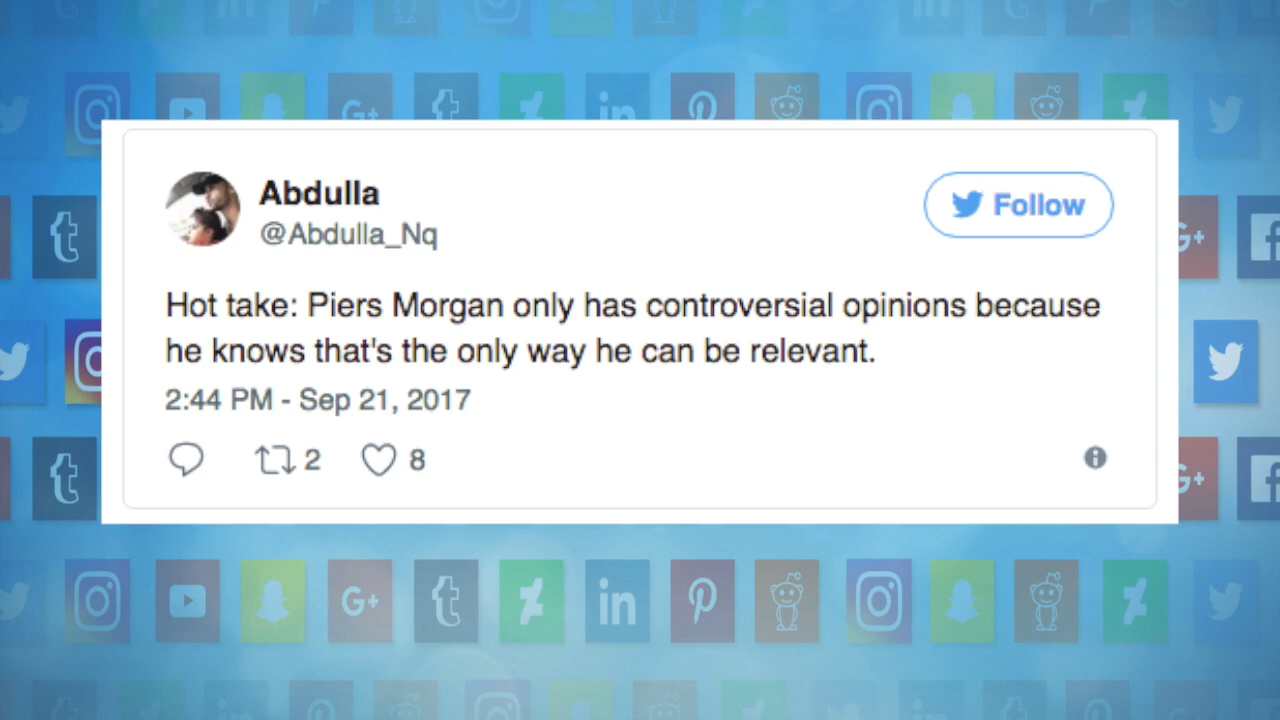 Abdulla
@Abdulla_Nq
Follow
Hot take: Piers Morgan only has controversial opinions because
he knows that's the only way he can be relevant.
2:44 PM - Sep 21, 2017
2 8